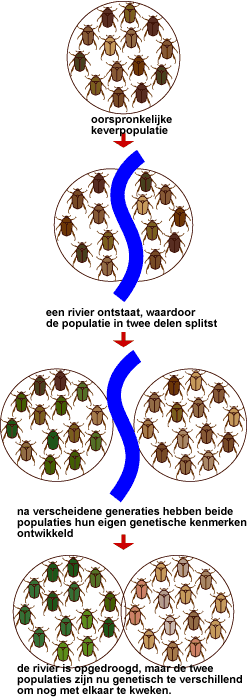 oorspronkelijke
keverpopulatie
een rivier ontstaat, waardoor
de populatie in twee delen splitst
na verscheidene generaties hebben beide
populaties hun eigen genetische kenmerken
ontwikkeld
de rivier is opgedroogd, maar de twee
populaties zijn nu genetisch te verschillend
om nog met elkaar te kweken.